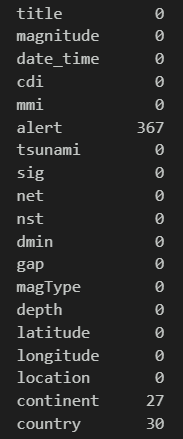 title 0
magnitude 0
date_time 0
cdi 0
mmi 0
alert 367
tsunami 0
sig 0
net 0
nst 0
dmin 0
gap 0
magType 0
depth 0
latitude 0
longitude 0
location 0
continent 27
country 30